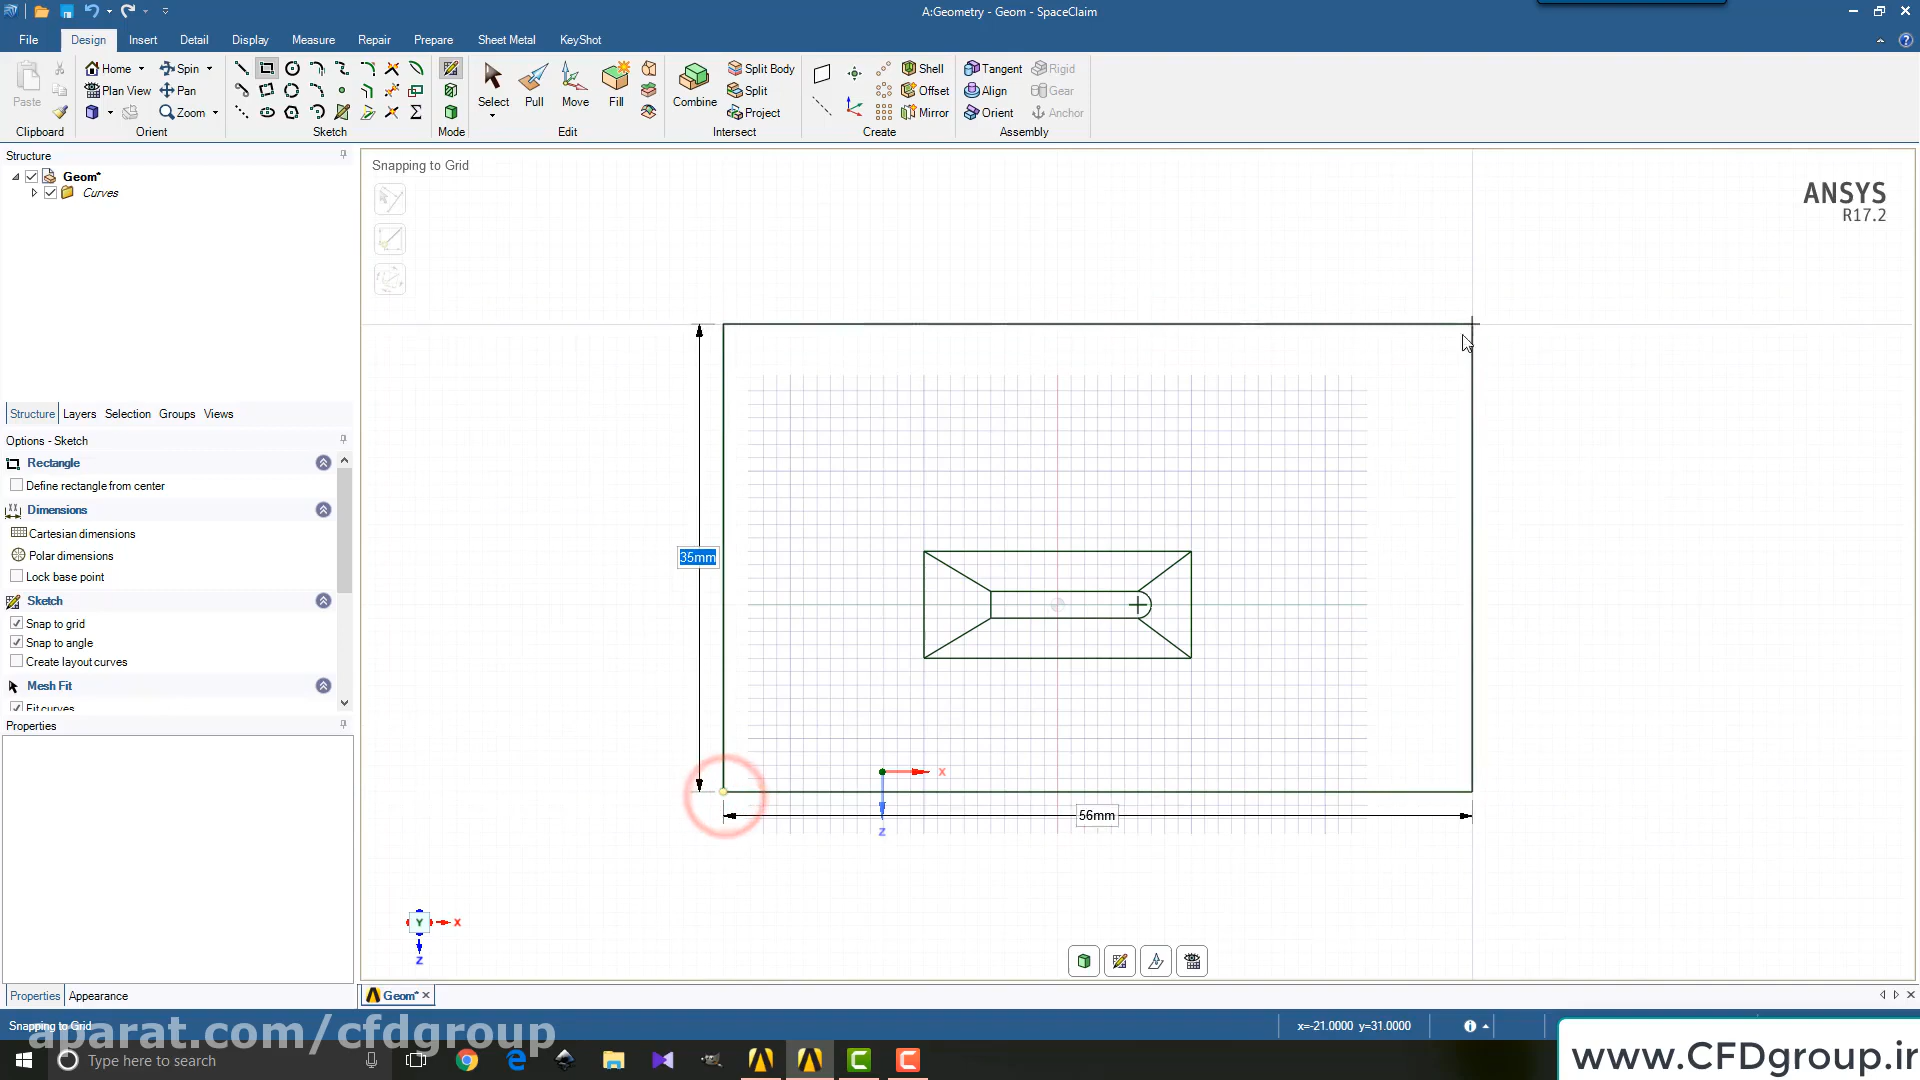 A:Geometry - Geom - SpaceClaim
File Design Insert Detail Display Measure Repair Prepare Sheet Metal KeyShot
Paste
Home Spin
Plan View Pan
Zoom
Select Pull Move Fill
Combine
Split Body
Split
Project
Shell
Offset
Mirror
Tangent Rigid
Align Gear
Orient Anchor
Clipboard Orient Sketch Mode Edit Intersect Create Assembly
Structure
Geom*
Curves
Structure Layers Selection Groups Views
Options - Sketch
Rectangle
Define rectangle from center
Dimensions
Cartesian dimensions
Polar dimensions
Lock base point
Sketch
Snap to grid
Snap to angle
Create layout curves
Mesh Fit
Fit curves
Properties
Properties Appearance
Snapping to Grid
ANSYS
R17.2
35mm
X
Z
56mm
Y X
Z
Geom*
Snapping to Grid
x=-21.0000 y=31.0000
aparat.com/cfdgroup
Type here to search
www.CFDgroup.ir